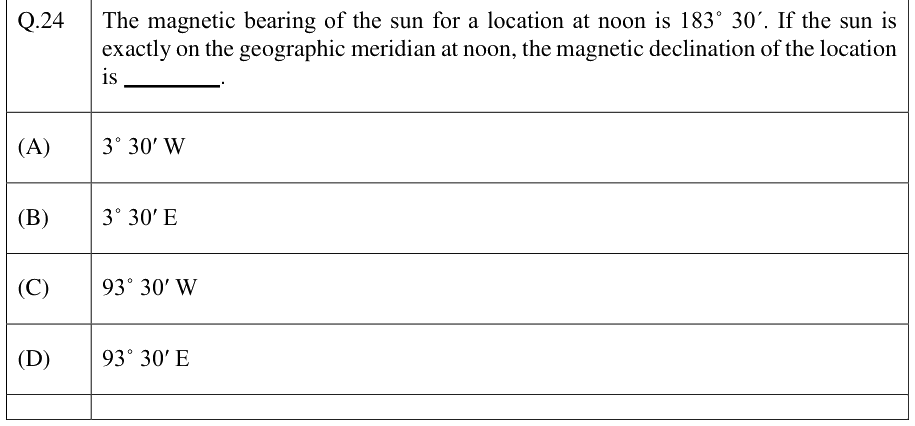 Q.24 The magnetic bearing of the sun for a location at noon is 183˚ 30´. If the sun is
exactly on the geographic meridian at noon, the magnetic declination of the location
is ________.
(A) 3˚ 30′ W
(B) 3˚ 30′ E
(C) 93˚ 30′ W
(D) 93˚ 30′ E